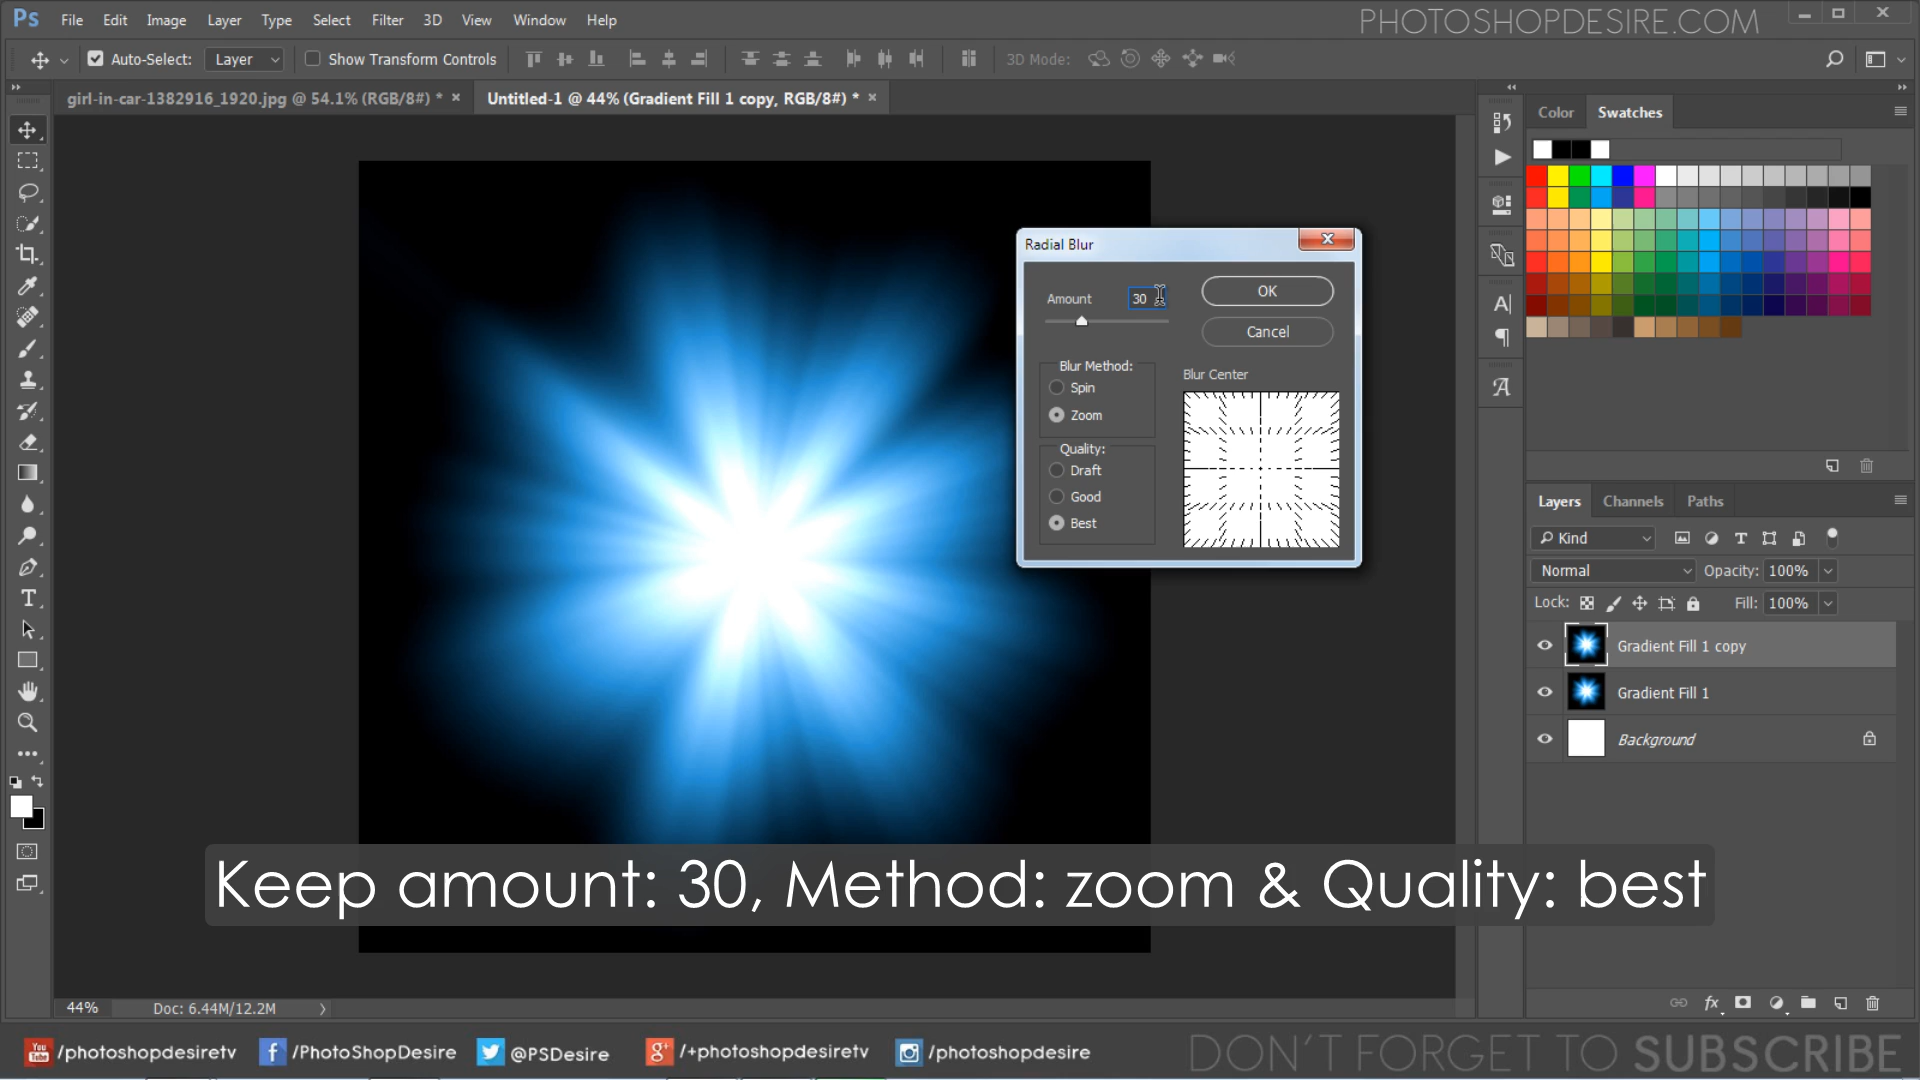 Ps File Edit Image Layer Type Select Filter 3D View Window Help
PHOTOSHOPDESIRE.COM
Auto-Select: Layer Show Transform Controls 3D Mode:
girl-in-car-1382916_1920.jpg @ 54.1% (RGB/8#) * × Untitled-1 @ 44% (Gradient Fill 1 copy, RGB/8#) * ×
Color Swatches
Radial Blur
Amount 30
OK
Cancel
Blur Method:
Spin
Zoom
Quality:
Draft
Good
Best
Blur Center
Layers Channels Paths
Kind
Normal Opacity: 100%
Lock: Fill: 100%
Gradient Fill 1 copy
Gradient Fill 1
Background
fx
Keep amount: 30, Method: zoom & Quality: best
44% Doc: 6.44M/12.2M
You Tube /photoshopdesiretv f /PhotoShopDesire @PSDesire g+ /+photoshopdesiretv /photoshopdesire
DON'T FORGET TO SUBSCRIBE